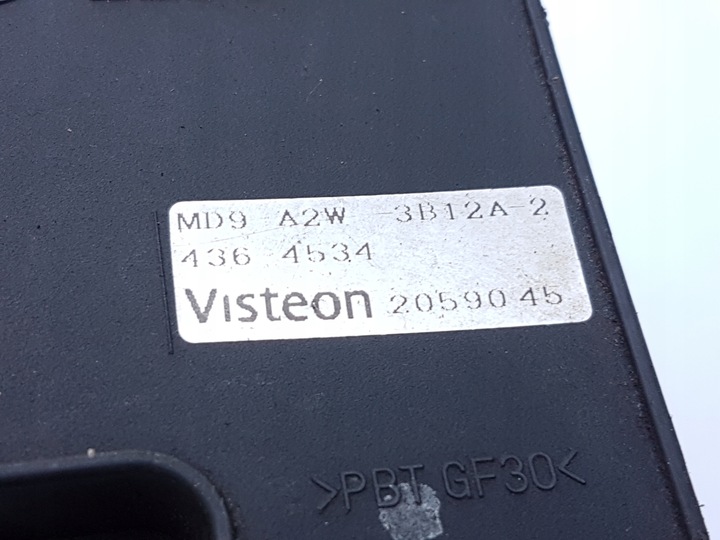 MD9 A2W -3B12A-2
436 4534
Visteon 2059045
>PBT GF30<